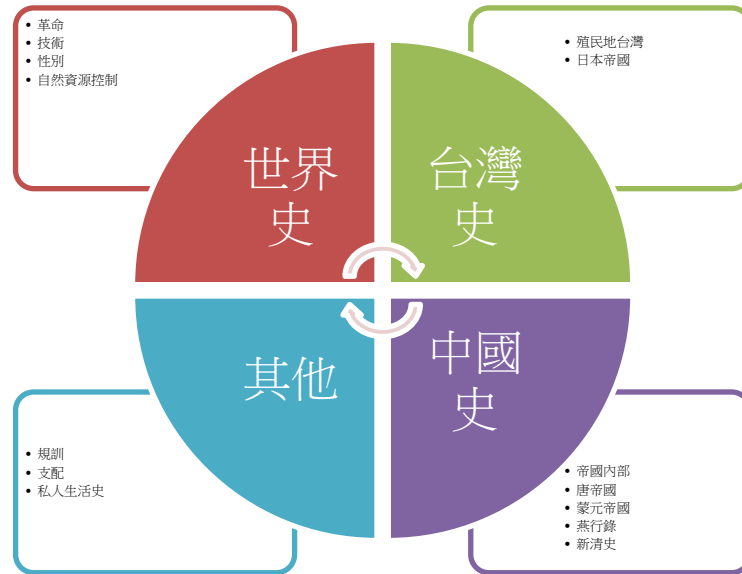 • 革命
• 技術
• 性別
• 自然資源控制
• 殖民地台灣
• 日本帝國
世界
史
台灣
史
其他
中國
史
• 規訓
• 支配
• 私人生活史
• 帝國內部
• 唐帝國
• 蒙元帝國
• 燕行錄
• 新清史